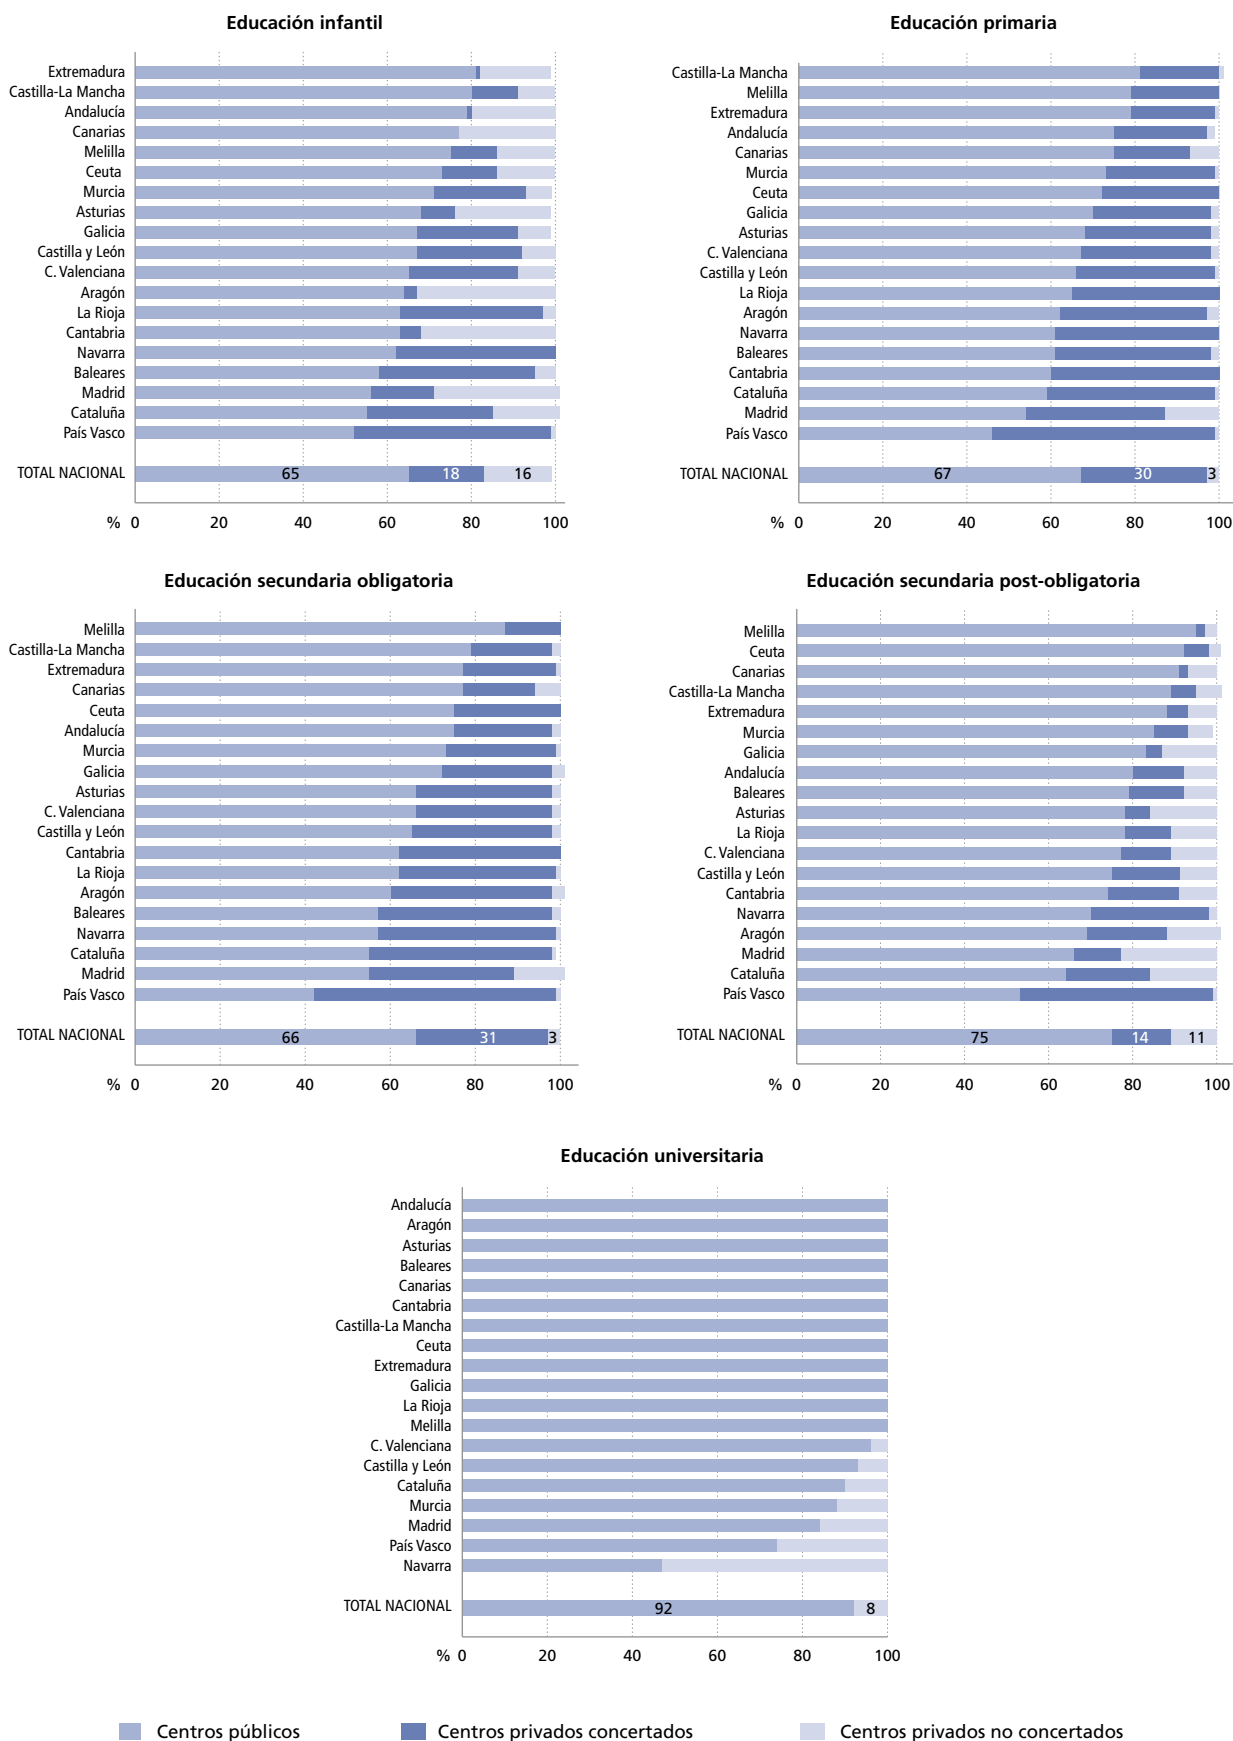 Educación infantil
Extremadura
Castilla-La Mancha
Andalucía
Canarias
Melilla
Ceuta
Murcia
Asturias
Galicia
Castilla y León
C. Valenciana
Aragón
La Rioja
Cantabria
Navarra
Baleares
Madrid
Cataluña
País Vasco
TOTAL NACIONAL 65 18 16
% 0 20 40 60 80 100
Educación primaria
Castilla-La Mancha
Melilla
Extremadura
Andalucía
Canarias
Murcia
Ceuta
Galicia
Asturias
C. Valenciana
Castilla y León
La Rioja
Aragón
Navarra
Baleares
Cantabria
Cataluña
Madrid
País Vasco
TOTAL NACIONAL 67 30 3
% 0 20 40 60 80 100
Educación secundaria obligatoria
Melilla
Castilla-La Mancha
Extremadura
Canarias
Ceuta
Andalucía
Murcia
Galicia
Asturias
C. Valenciana
Castilla y León
Cantabria
La Rioja
Aragón
Baleares
Navarra
Cataluña
Madrid
País Vasco
TOTAL NACIONAL 66 31 3
% 0 20 40 60 80 100
Educación secundaria post-obligatoria
Melilla
Ceuta
Canarias
Castilla-La Mancha
Extremadura
Murcia
Galicia
Andalucía
Baleares
Asturias
La Rioja
C. Valenciana
Castilla y León
Cantabria
Navarra
Aragón
Madrid
Cataluña
País Vasco
TOTAL NACIONAL 75 14 11
% 0 20 40 60 80 100
Educación universitaria
Andalucía
Aragón
Asturias
Baleares
Canarias
Cantabria
Castilla-La Mancha
Ceuta
Extremadura
Galicia
La Rioja
Melilla
C. Valenciana
Castilla y León
Cataluña
Murcia
Madrid
País Vasco
Navarra
TOTAL NACIONAL 92 8
% 0 20 40 60 80 100
Centros públicos Centros privados concertados Centros privados no concertados